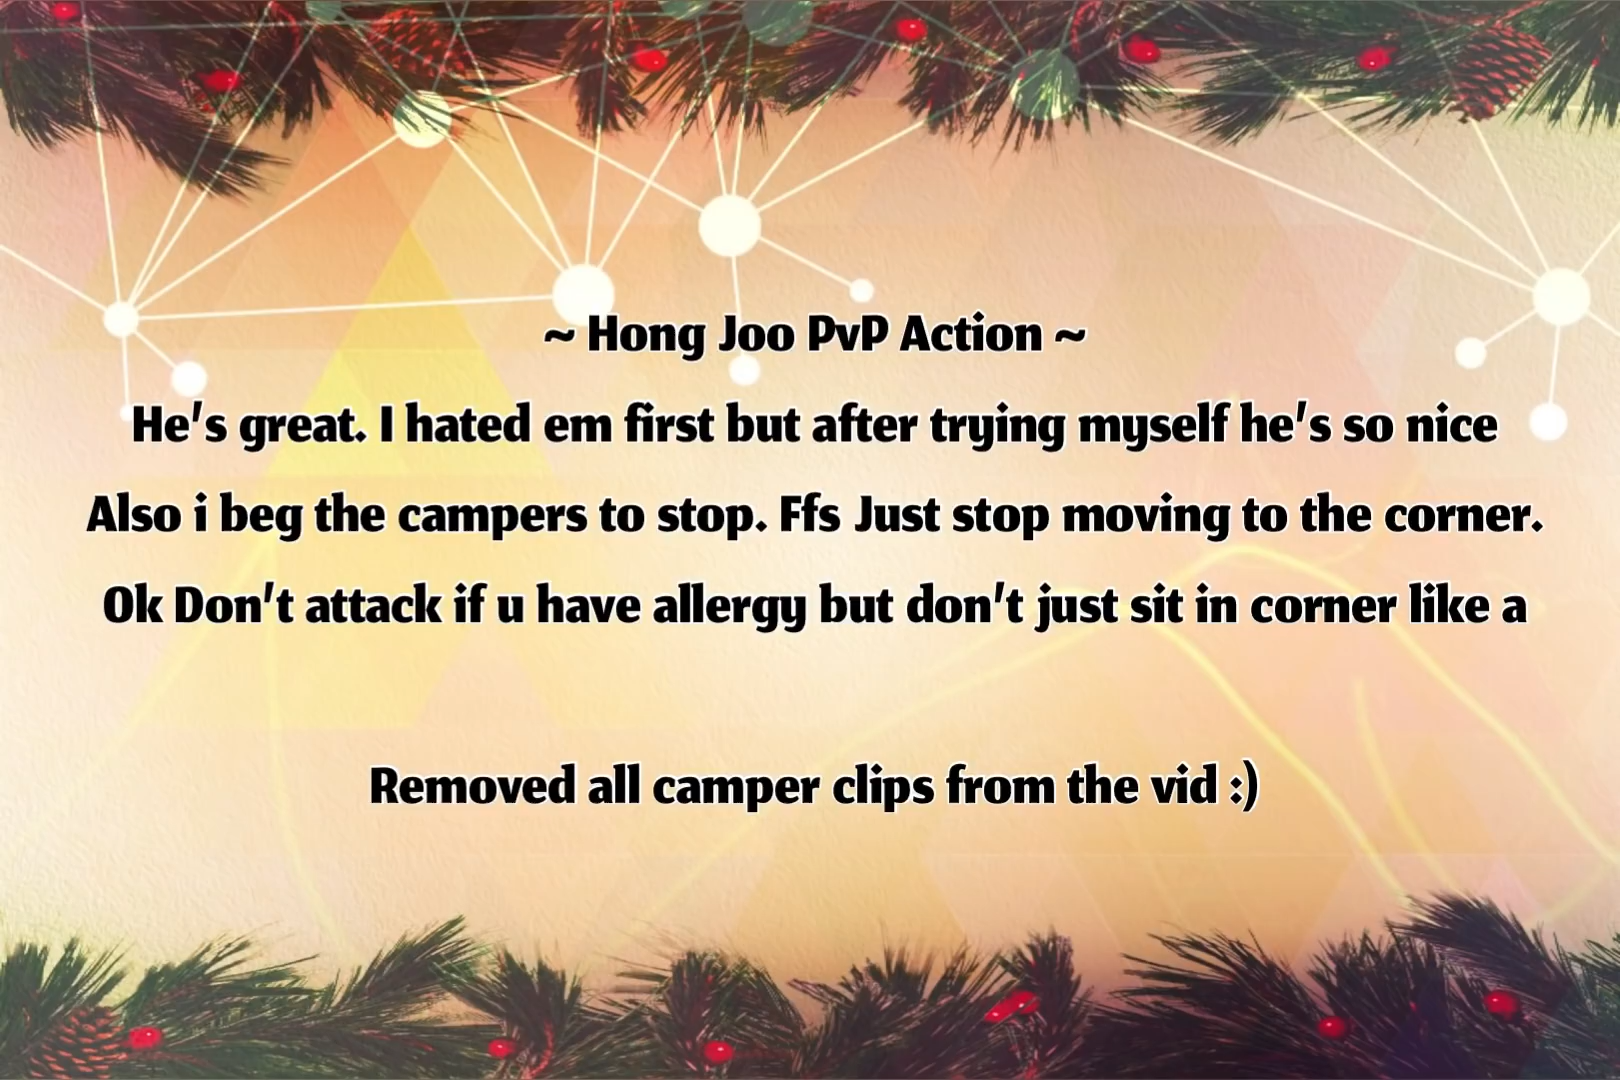 ~ Hong Joo PvP Action ~
He's great. I hated em first but after trying myself he's so nice
Also i beg the campers to stop. Ffs Just stop moving to the corner.
Ok Don't attack if u have allergy but don't just sit in corner like a
Removed all camper clips from the vid :)